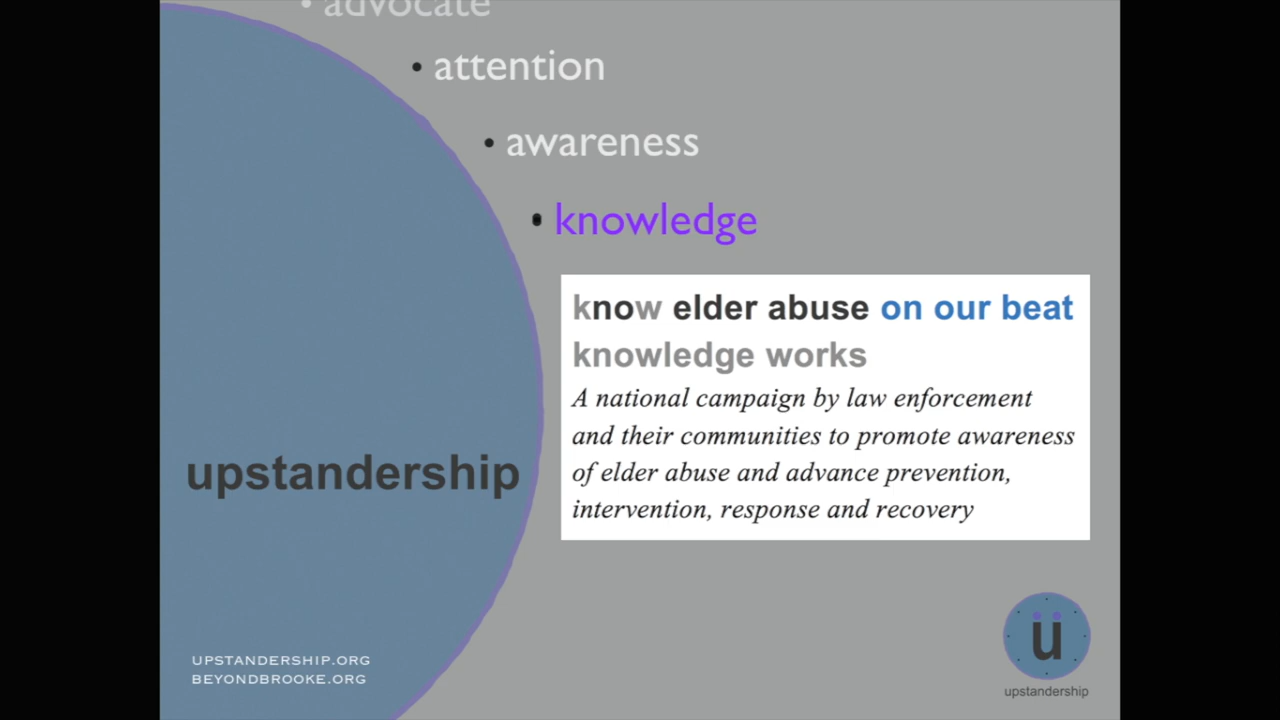 • advocate
• attention
• awareness
• knowledge
know elder abuse on our beat
knowledge works
A national campaign by law enforcement
and their communities to promote awareness
of elder abuse and advance prevention,
intervention, response and recovery
upstandership
UPSTANDERSHIP.ORG
BEYONDBROOKE.ORG
ü
upstandership